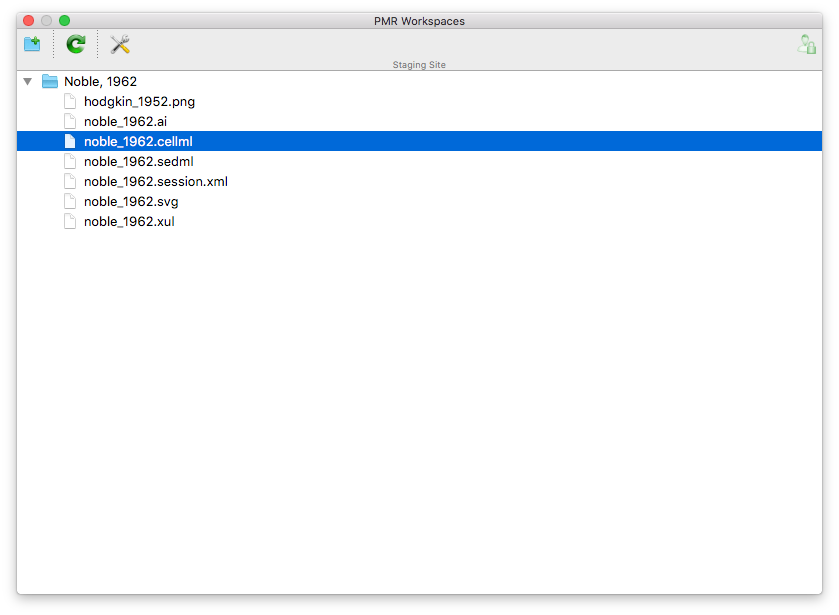 PMR Workspaces
Staging Site
Noble, 1962
hodgkin_1952.png
noble_1962.ai
noble_1962.cellml
noble_1962.sedml
noble_1962.session.xml
noble_1962.svg
noble_1962.xul